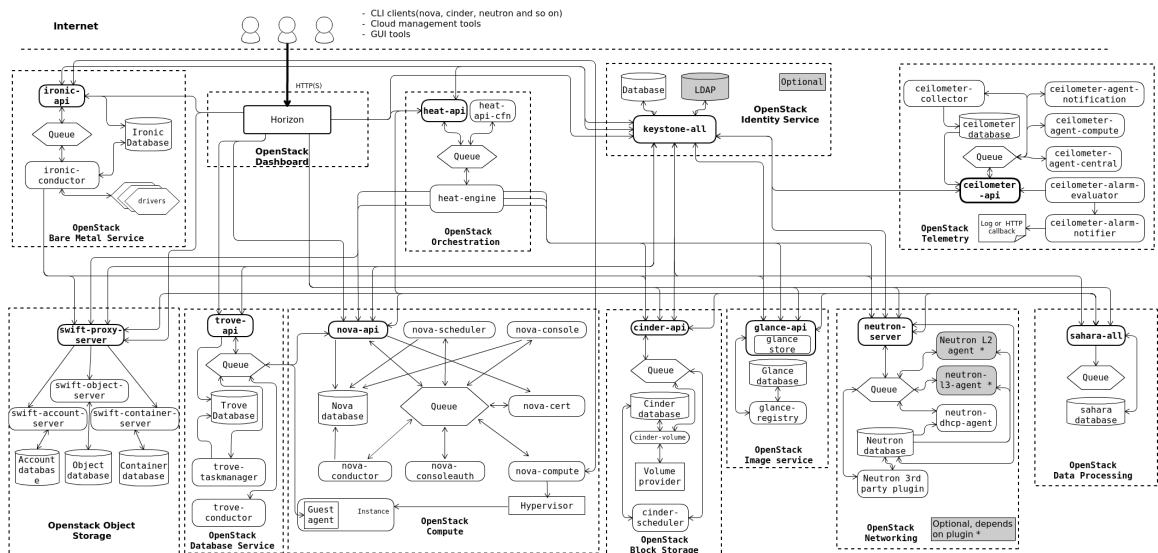 Internet
- CLI clients(nova, cinder, neutron and so on)
- Cloud management tools
- GUI tools
HTTP(S)
ironic-
api
Queue
Ironic
Database
ironic-
conductor
drivers
OpenStack
Bare Metal Service
Horizon
OpenStack
Dashboard
heat-api
heat-
api-cfn
Queue
heat-engine
OpenStack
Orchestration
Database
LDAP
Optional
OpenStack
Identity Service
keystone-all
ceilometer-
collector
ceilometer-agent-
notification
ceilometer
database
ceilometer-
agent-compute
Queue
ceilometer-
agent-central
ceilometer
-api
ceilometer-alarm-
evaluator
Log or HTTP
callback
ceilometer-alarm-
notifier
OpenStack
Telemetry
swift-proxy-
server
swift-object-
server
swift-account-
server
swift-container-
server
Account
databas
e
Object
database
Container
database
Openstack Object
Storage
trove-
api
Queue
Trove
Database
trove-
taskmanager
trove-
conductor
OpenStack
Database Service
nova-api
nova-scheduler
nova-console
Nova
database
Queue
nova-cert
nova-
conductor
nova-
consoleauth
nova-compute
Guest
agent
Instance
Hypervisor
OpenStack
Compute
cinder-api
Queue
Cinder
database
cinder-volume
Volume
provider
cinder-
scheduler
OpenStack
Block Storage
glance-api
glance
store
Glance
database
glance-
registry
OpenStack
Image service
neutron-
server
Neutron L2
agent *
Queue
neutron-
l3-agent *
neutron-
dhcp-agent
Neutron
database
Neutron 3rd
party plugin
OpenStack
Networking
Optional, depends
on plugin *
sahara-all
Queue
sahara
database
OpenStack
Data Processing